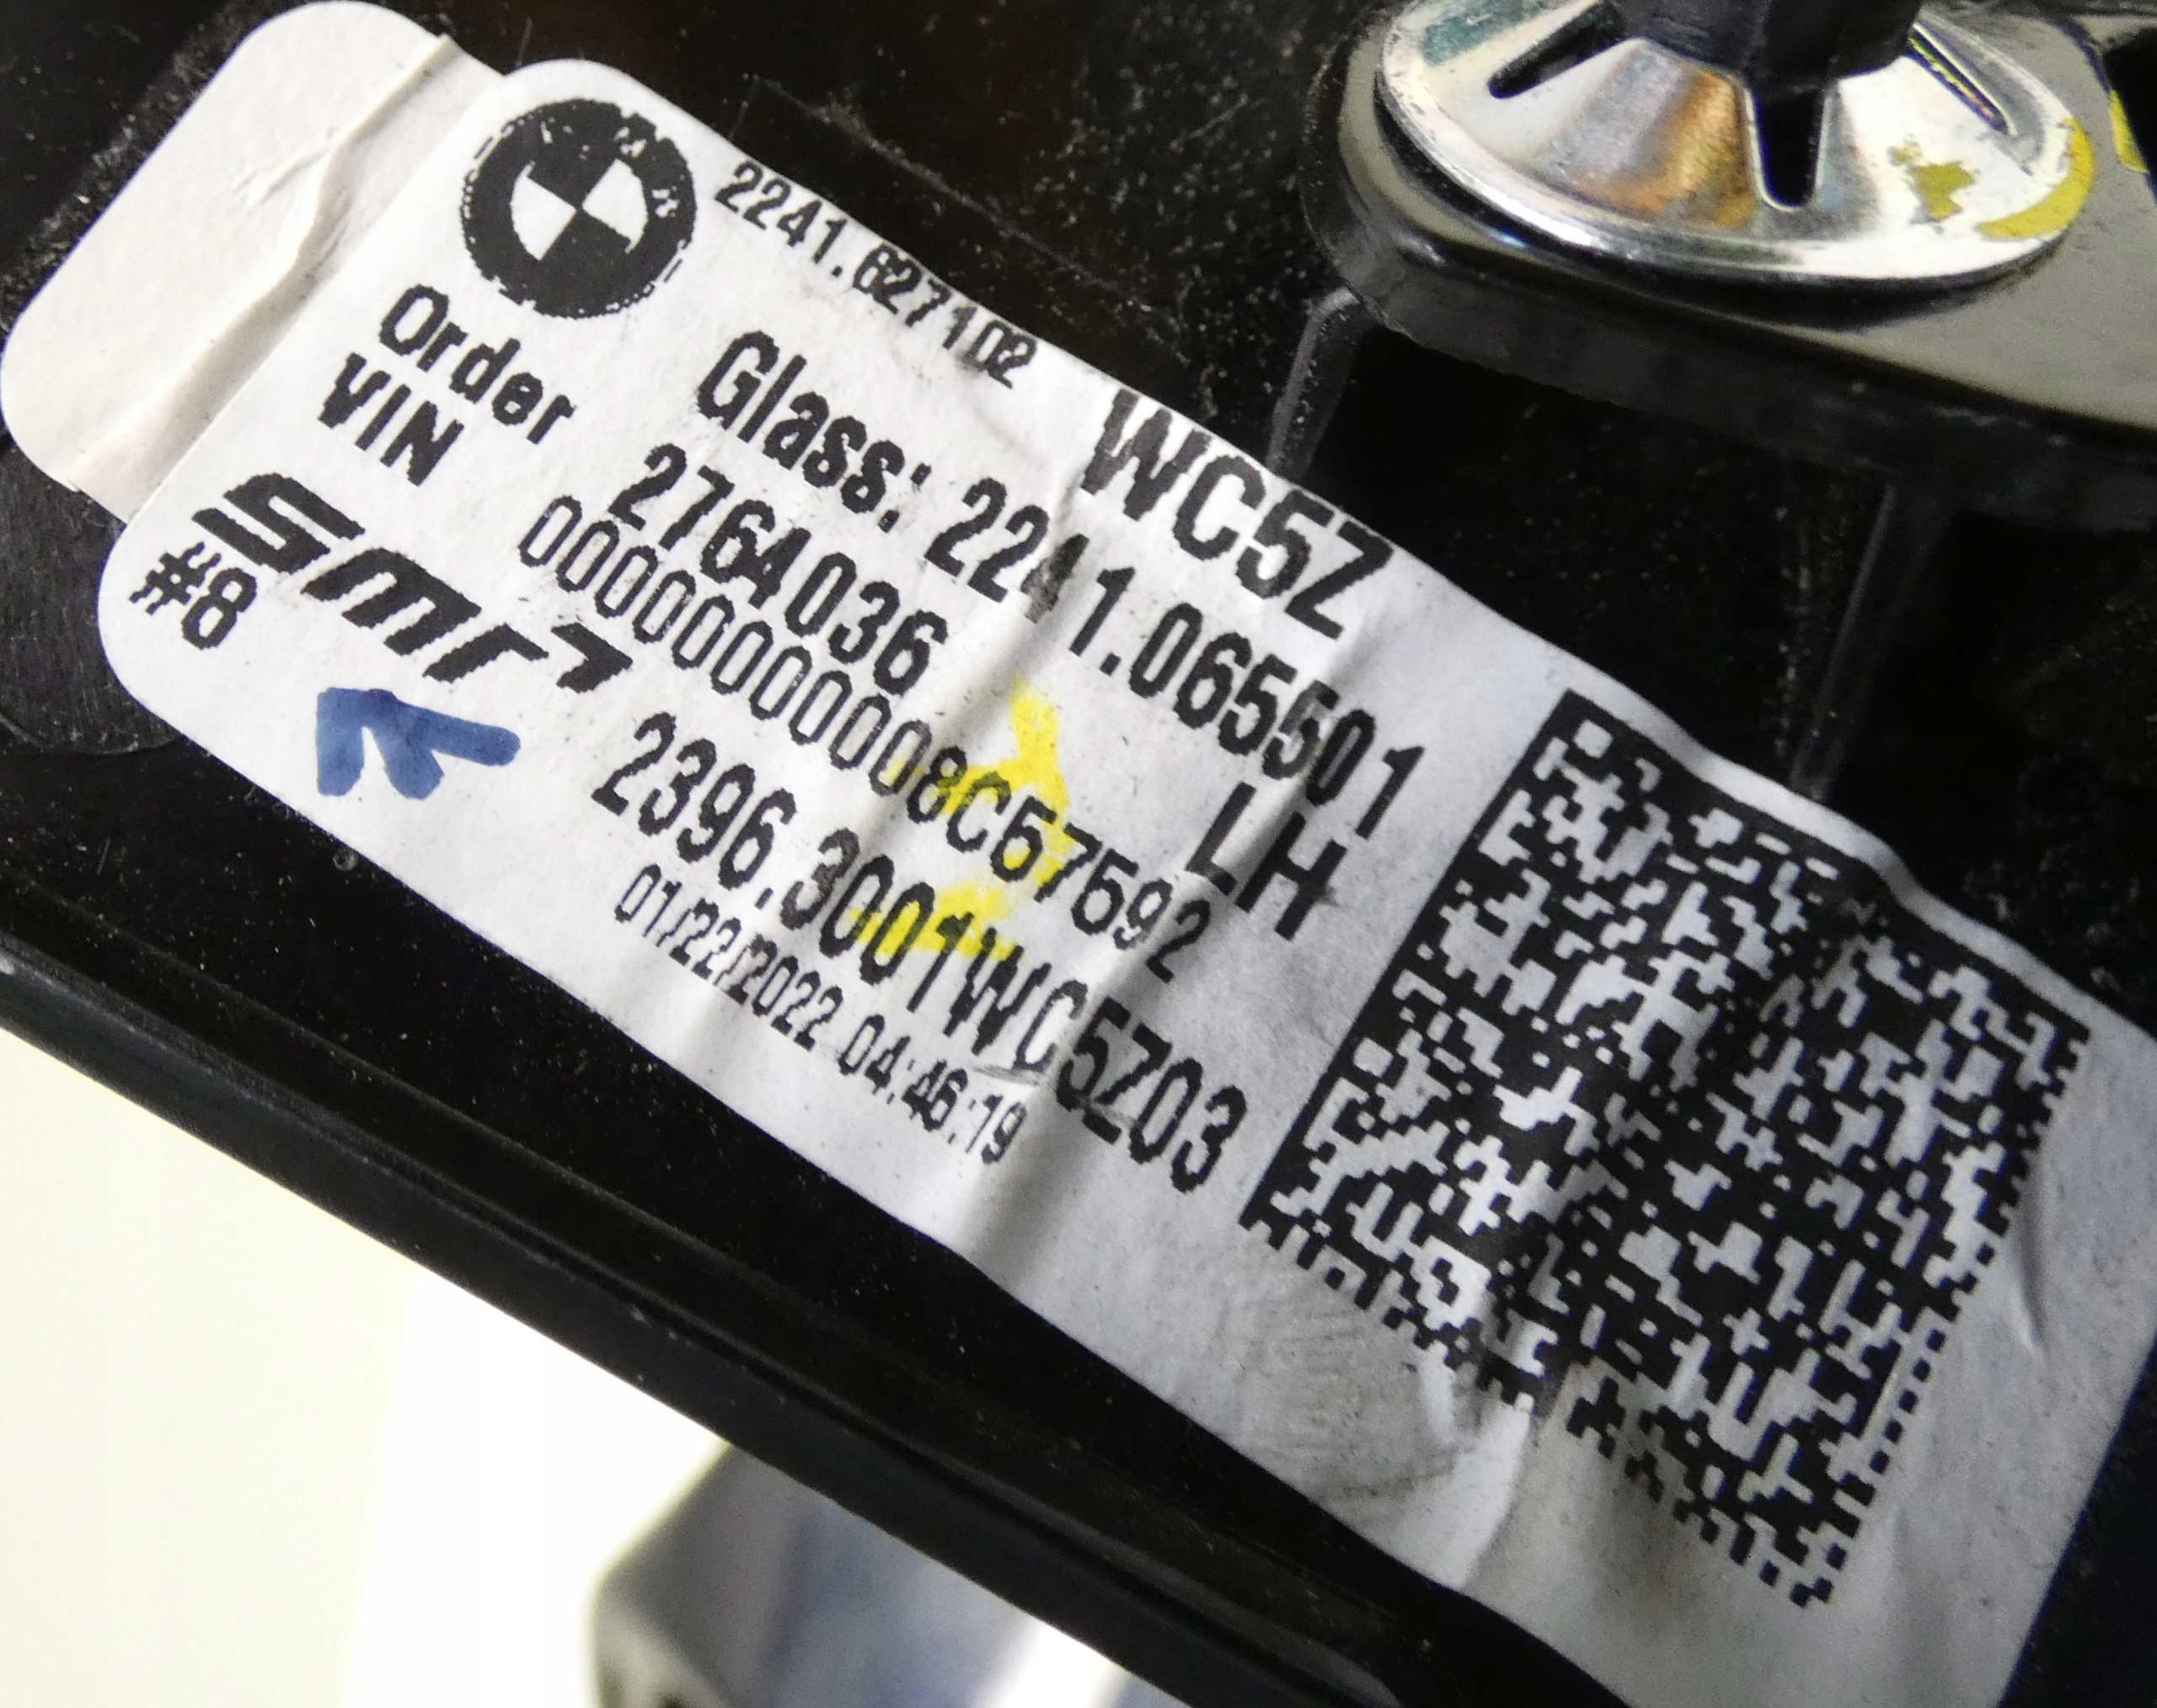 BMW
2241.627102
WC5Z
Glass: 2241.065501
Order 2764036 LH
VIN 00000000008C67592
smr 2396.3001WC5Z03
#8 01/22/2022 04:46:19